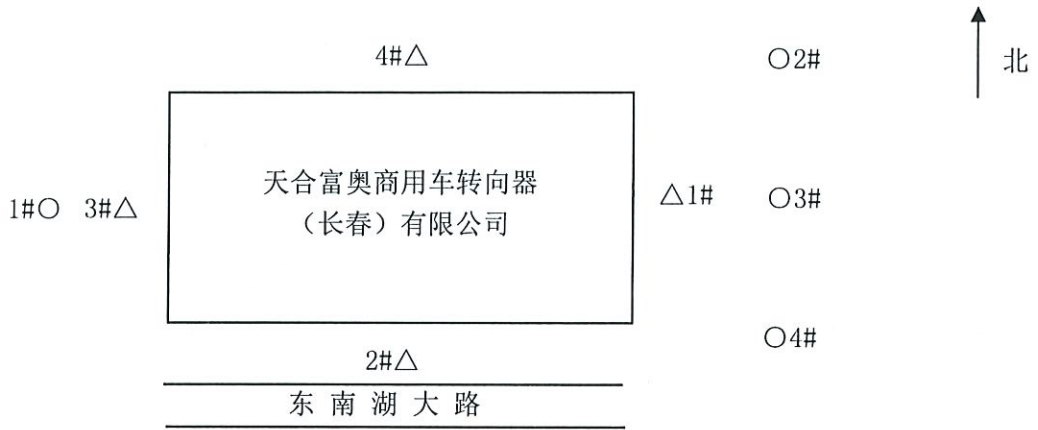 4#△
○2#
北
天合富奥商用车转向器
（长春）有限公司
1#○ 3#△
△1#
○3#
○4#
2#△
东南湖大路